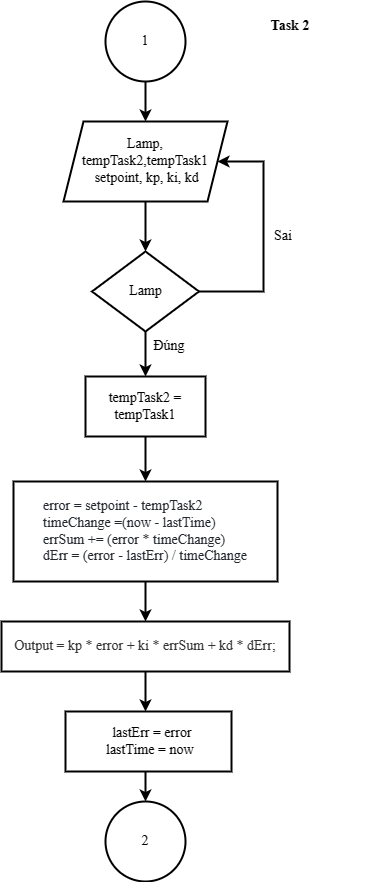 Task 2
1
Lamp,
tempTask2,tempTask1
setpoint, kp, ki, kd
Sai
Lamp
Đúng
tempTask2 =
tempTask1
error = setpoint - tempTask2
timeChange =(now - lastTime)
errSum += (error * timeChange)
dErr = (error - lastErr) / timeChange
Output = kp * error + ki * errSum + kd * dErr;
lastErr = error
lastTime = now
2